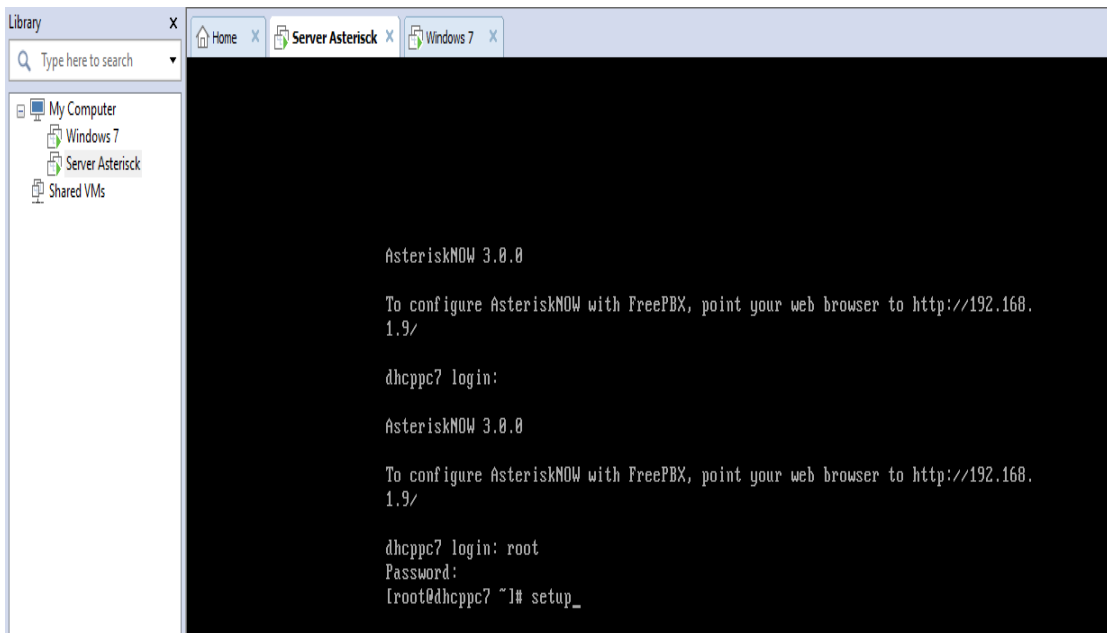 Library X
Type here to search
My Computer
Windows 7
Server Asterisck
Shared VMs
Home X Server Asterisck X Windows 7 X
AsteriskNOW 3.0.0
To configure AsteriskNOW with FreePBX, point your web browser to http://192.168.
1.9/
dhcppc7 login:
AsteriskNOW 3.0.0
To configure AsteriskNOW with FreePBX, point your web browser to http://192.168.
1.9/
dhcppc7 login: root
Password:
[root@dhcppc7 ~]# setup_